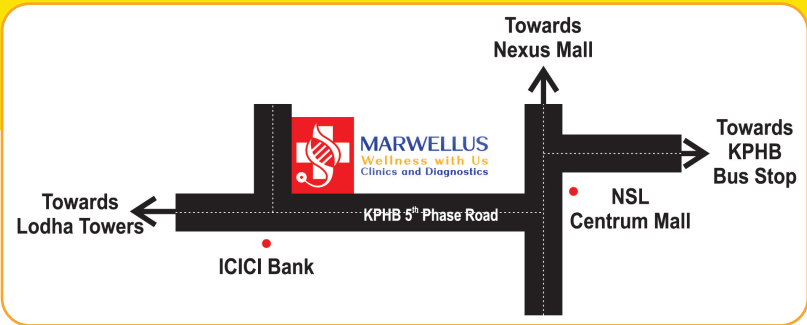 Towards
Nexus Mall
MARWELLUS
Wellness with Us
Clinics and Diagnostics
Towards
KPHB
Bus Stop
Towards
Lodha Towers
KPHB 5th Phase Road
NSL
Centrum Mall
ICICI Bank